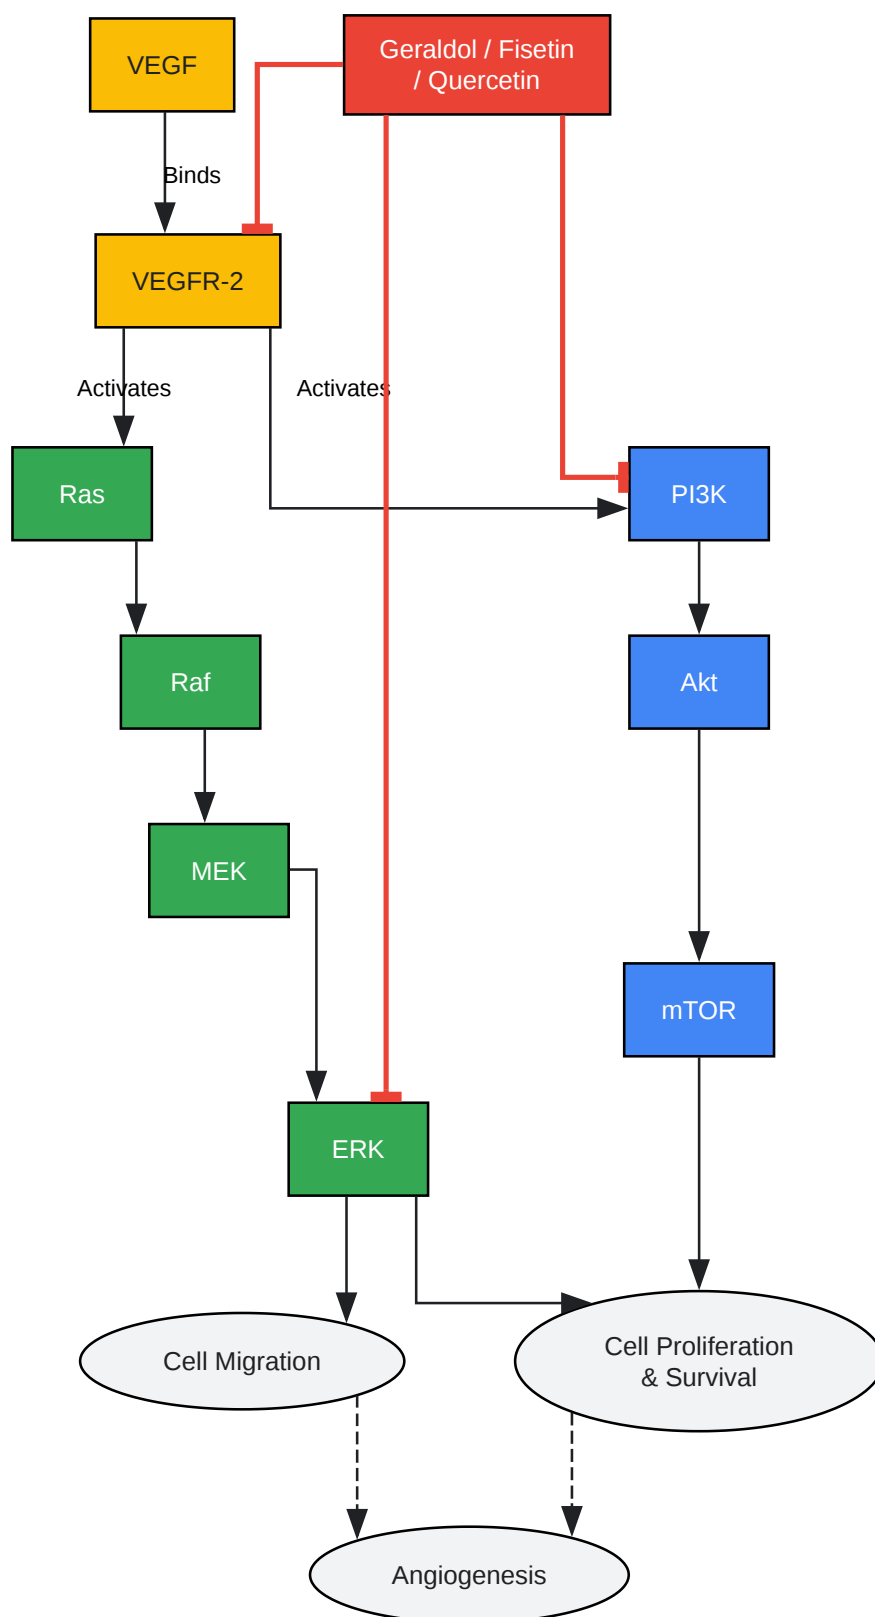 VEGF
Geraldol / Fisetin
/ Quercetin
Binds
VEGFR-2
Activates
Activates
Ras
PI3K
Raf
Akt
MEK
mTOR
ERK
Cell Migration
Cell Proliferation
& Survival
Angiogenesis